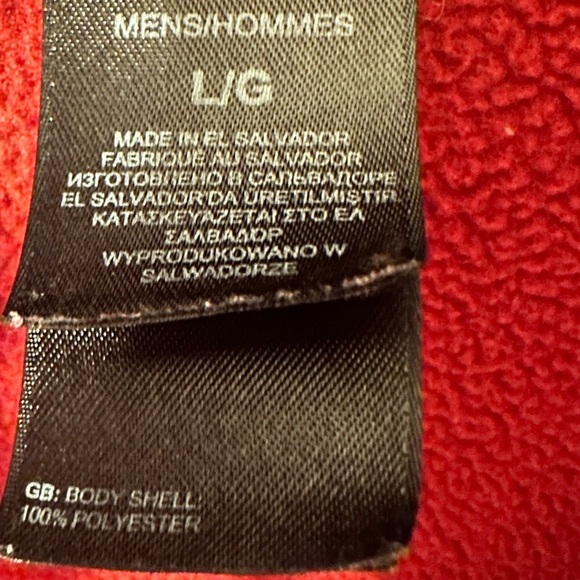 MENS/HOMMES
L/G
MADE IN EL SALVADOR
FABRIQUE AU SALVADOR
ИЗГОТОВЛЕНО В САЛЬВАДОРЕ
EL SALVADOR'DA ÜRETILMISTIR
ΚΑΤΑΣΚΕΥΑΖΕΤΑΙ ΣΤΟ ΕΛ
ΣΑΛΒΑΔΟΡ
WYPRODUKOWANO W
SALWADORZE
GB: BODY SHELL:
100% POLYESTER